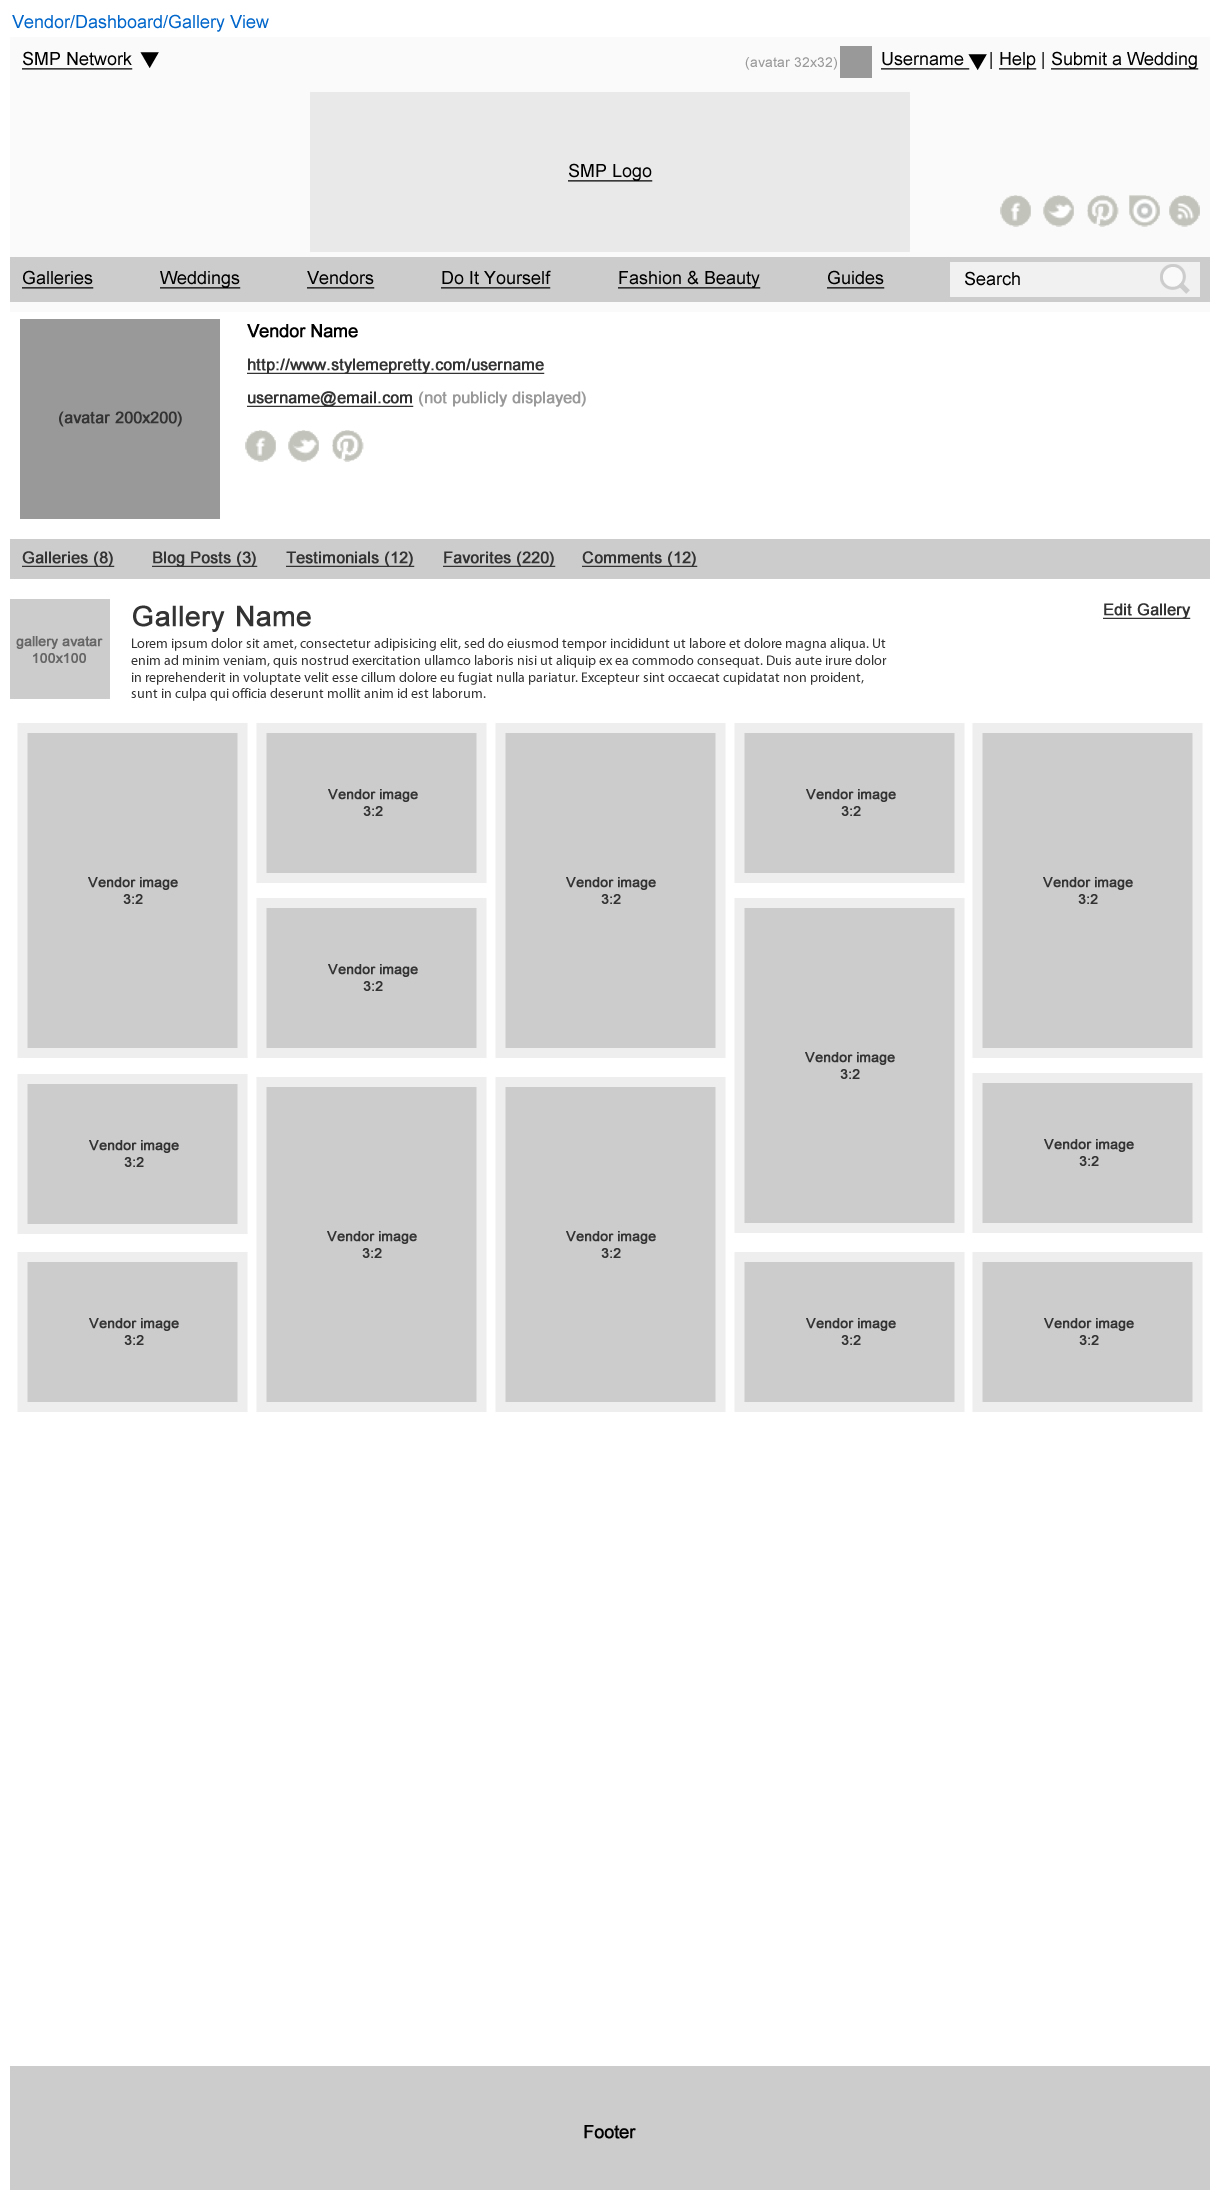 Vendor/Dashboard/Gallery View
SMP Network
(avatar 32x32) Username | Help | Submit a Wedding
SMP Logo
Galleries Weddings Vendors Do It Yourself Fashion & Beauty Guides Search
(avatar 200x200)
Vendor Name
http://www.stylemepretty.com/username
username@email.com (not publicly displayed)
Galleries (8) Blog Posts (3) Testimonials (12) Favorites (220) Comments (12)
gallery avatar
100x100
Gallery Name
Edit Gallery
Lorem ipsum dolor sit amet, consectetur adipisicing elit, sed do eiusmod tempor incididunt ut labore et dolore magna aliqua. Ut
enim ad minim veniam, quis nostrud exercitation ullamco laboris nisi ut aliquip ex ea commodo consequat. Duis aute irure dolor
in reprehenderit in voluptate velit esse cillum dolore eu fugiat nulla pariatur. Excepteur sint occaecat cupidatat non proident,
sunt in culpa qui officia deserunt mollit anim id est laborum.
Vendor image
3:2
Vendor image
3:2
Vendor image
3:2
Vendor image
3:2
Vendor image
3:2
Vendor image
3:2
Vendor image
3:2
Vendor image
3:2
Vendor image
3:2
Vendor image
3:2
Vendor image
3:2
Vendor image
3:2
Vendor image
3:2
Vendor image
3:2
Vendor image
3:2
Footer